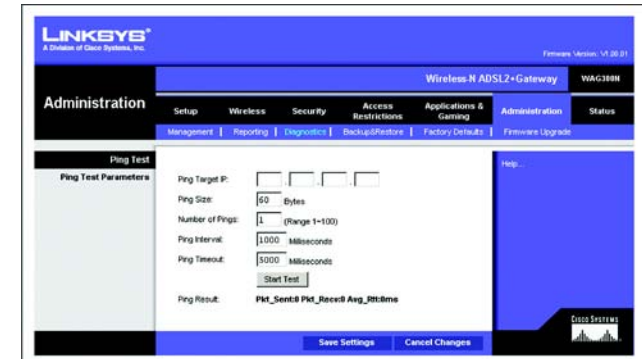 LINKSYS®
A Division of Cisco Systems, Inc.
Firmware Version: V1.00.01
Wireless-N ADSL2+Gateway WAG300N
Administration
Setup Wireless Security Access Restrictions Applications & Gaming Administration Status
Management | Reporting | Diagnostics | Backup&Restore | Factory Defaults | Firmware Upgrade
Ping Test
Ping Test Parameters
Help...
Ping Target IP: . . .
Ping Size: 60 Bytes
Number of Pings: 1 (Range 1~100)
Ping Interval: 1000 Miliseconds
Ping Timeout: 5000 Miliseconds
Start Test
Ping Result: Pkt_Sent:0 Pkt_Recv:0 Avg_Rtt:0ms
Save Settings Cancel Changes
CISCO SYSTEMS